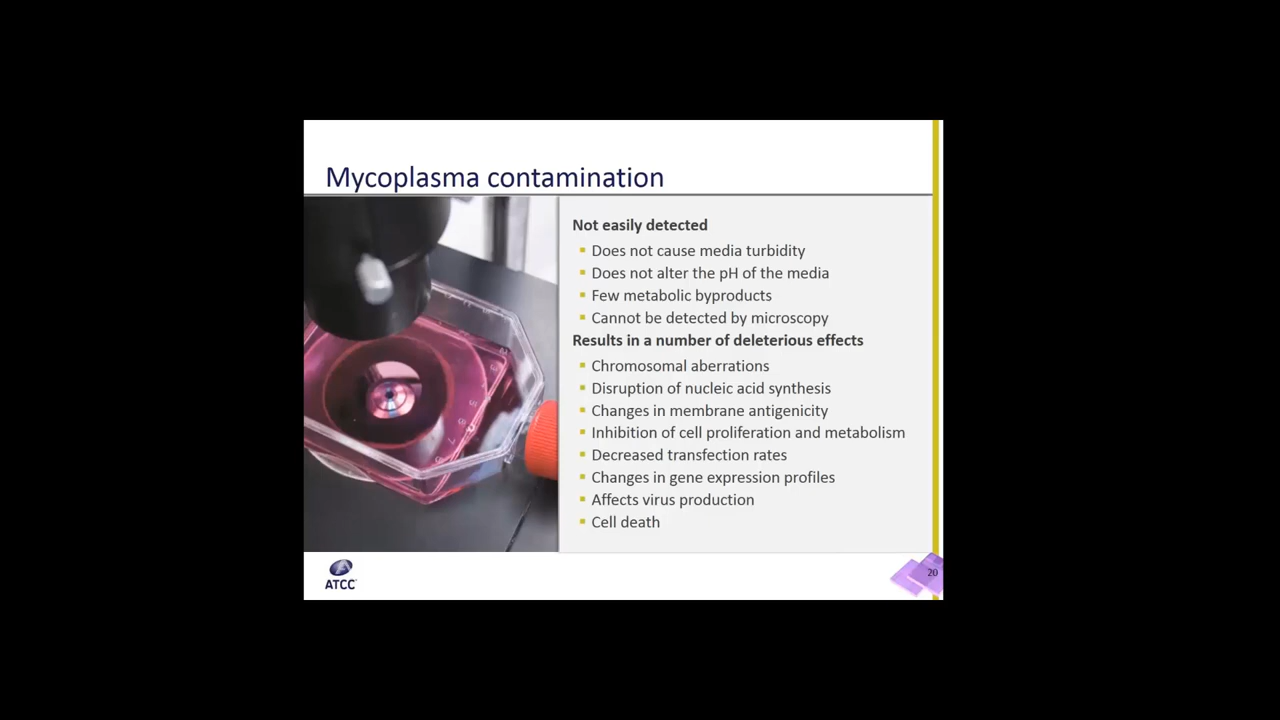 Mycoplasma contamination
Not easily detected
Does not cause media turbidity
Does not alter the pH of the media
Few metabolic byproducts
Cannot be detected by microscopy
Results in a number of deleterious effects
Chromosomal aberrations
Disruption of nucleic acid synthesis
Changes in membrane antigenicity
Inhibition of cell proliferation and metabolism
Decreased transfection rates
Changes in gene expression profiles
Affects virus production
Cell death
ATCC
20